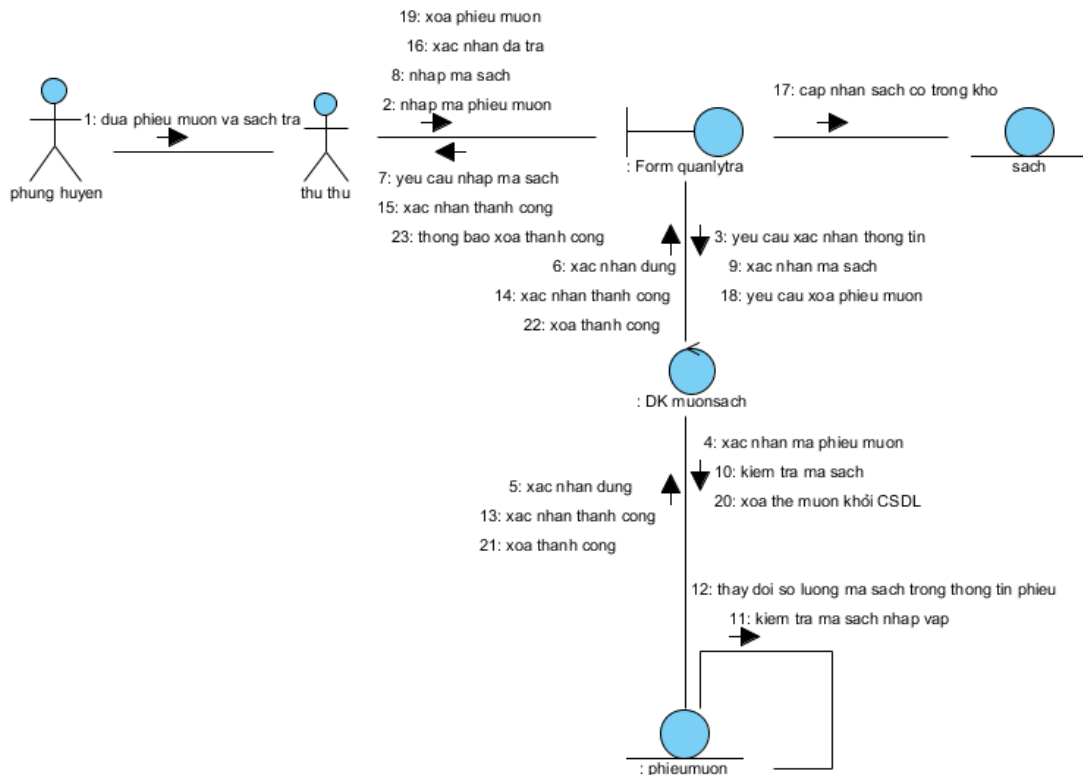 19: xoa phieu muon
16: xac nhan da tra
8: nhap ma sach
2: nhap ma phieu muon
17: cap nhan sach co trong kho
1: dua phieu muon va sach tra
phung huyen
thu thu
: Form quanlytra
sach
7: yeu cau nhap ma sach
15: xac nhan thanh cong
23: thong bao xoa thanh cong
3: yeu cau xac nhan thong tin
6: xac nhan dung
9: xac nhan ma sach
14: xac nhan thanh cong
18: yeu cau xoa phieu muon
22: xoa thanh cong
: DK muonsach
4: xac nhan ma phieu muon
10: kiem tra ma sach
5: xac nhan dung
20: xoa the muon khỏi CSDL
13: xac nhan thanh cong
21: xoa thanh cong
12: thay doi so luong ma sach trong thong tin phieu
11: kiem tra ma sach nhap vap
: phieumuon